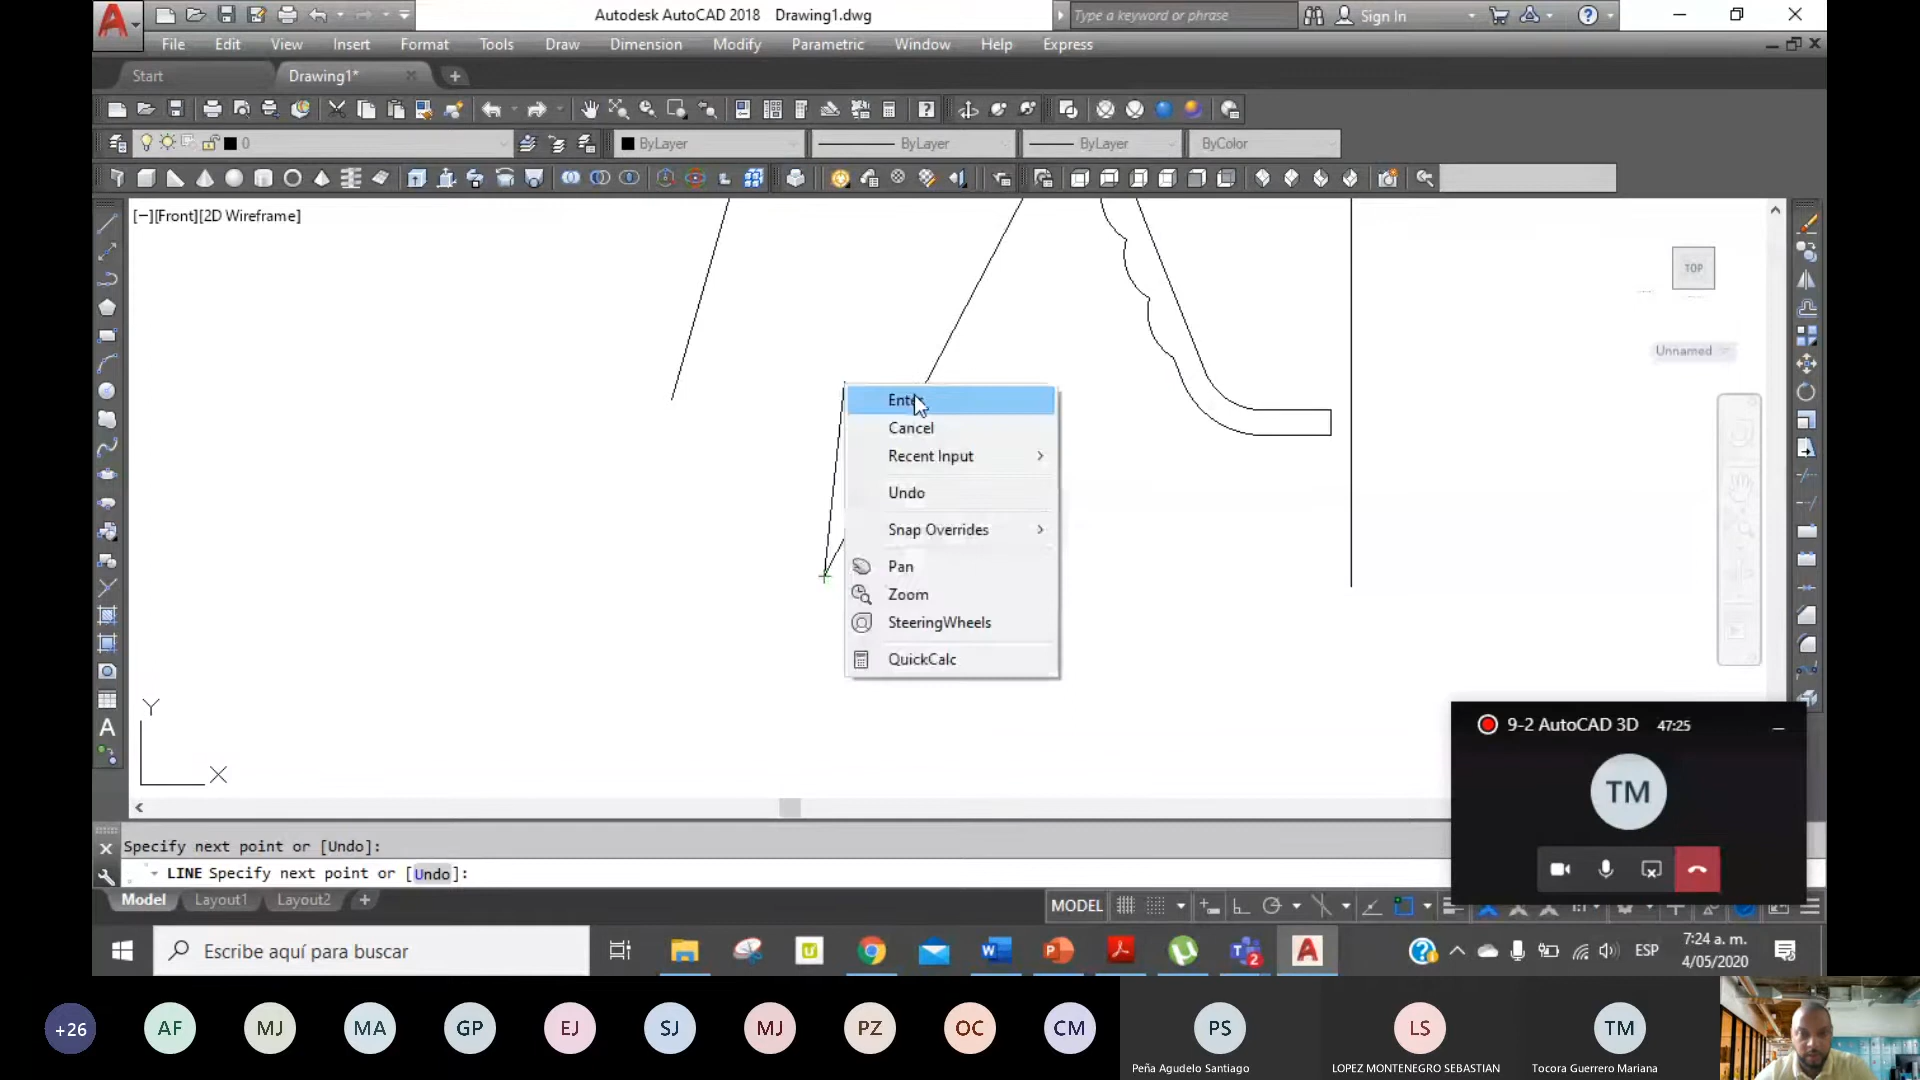 Autodesk AutoCAD 2018 Drawing1.dwg
Type a keyword or phrase
Sign In
File Edit View Insert Format Tools Draw Dimension Modify Parametric Window Help Express
Start
Drawing1*
0
ByLayer
ByLayer
ByLayer
ByColor
[−][Front][2D Wireframe]
TOP
Unnamed
Enter
Cancel
Recent Input
Undo
Snap Overrides
Pan
Zoom
SteeringWheels
QuickCalc
Y
X
9-2 AutoCAD 3D 47:25
TM
Specify next point or [Undo]:
LINE Specify next point or [Undo]:
Model Layout1 Layout2
MODEL
Escribe aquí para buscar
ESP
7:24 a. m.
4/05/2020
+26 AF MJ MA GP EJ SJ MJ PZ OC CM PS LS TM
Peña Agudelo Santiago
LOPEZ MONTENEGRO SEBASTIAN
Tocora Guerrero Mariana